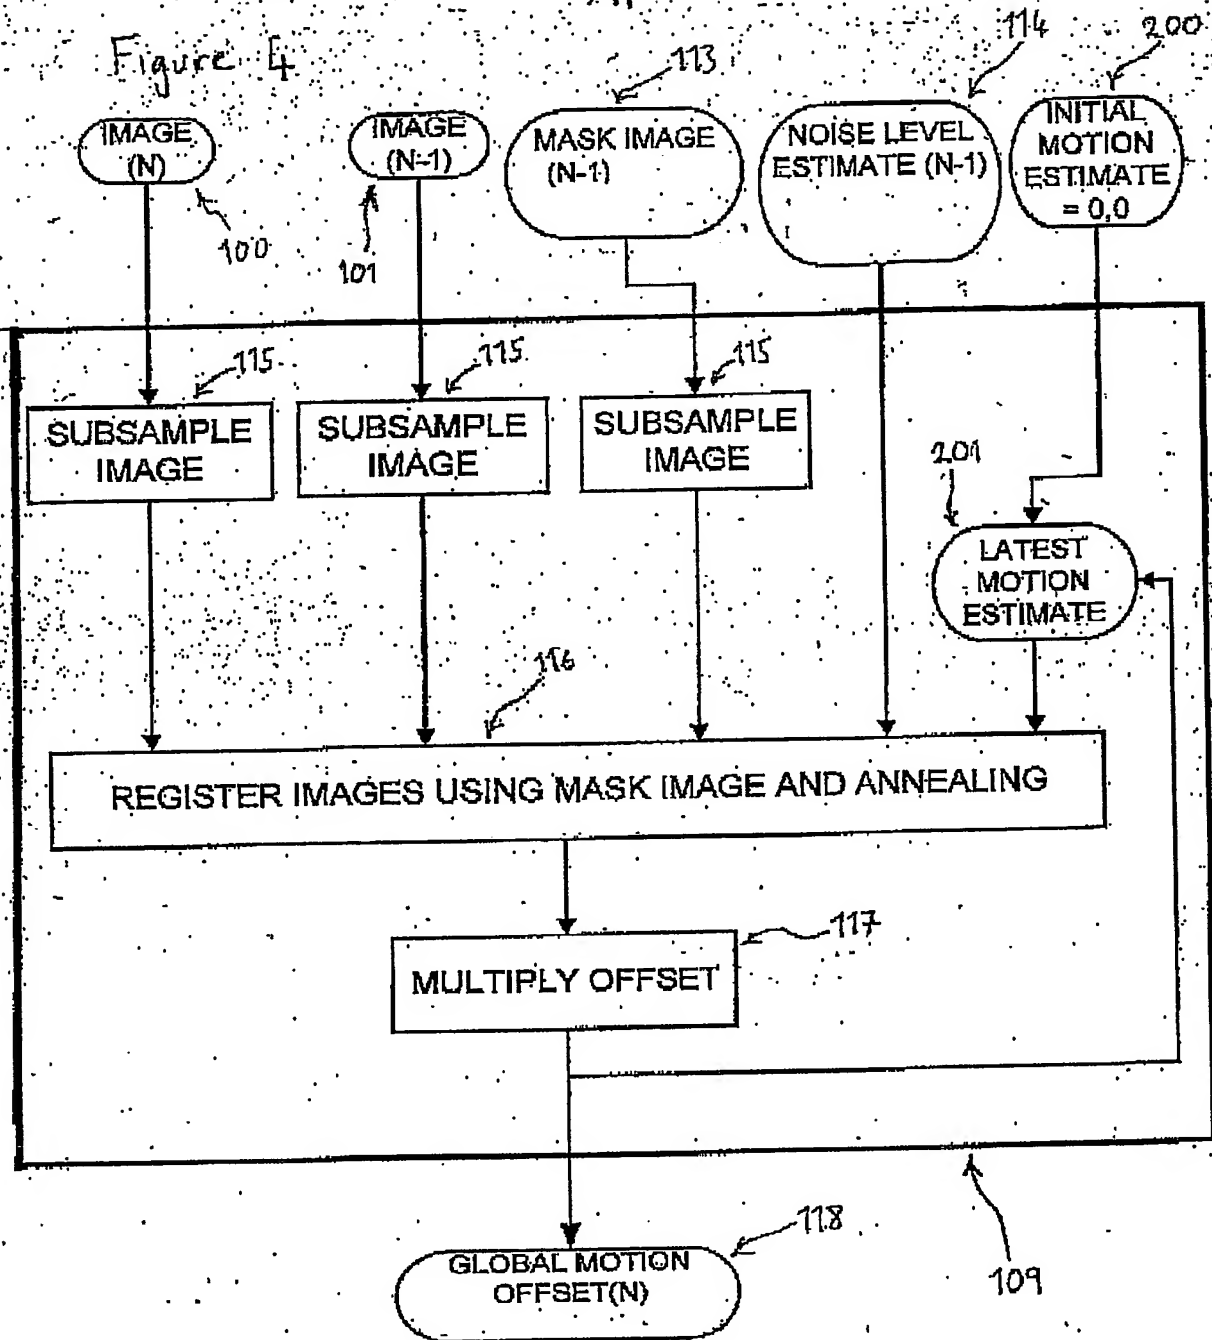 Figure 4
113
114
200
IMAGE
(N)
IMAGE
(N-1)
MASK IMAGE
(N-1)
NOISE LEVEL
ESTIMATE (N-1)
INITIAL
MOTION
ESTIMATE
= 0,0
100
101
115
115
115
SUBSAMPLE
IMAGE
SUBSAMPLE
IMAGE
SUBSAMPLE
IMAGE
201
LATEST
MOTION
ESTIMATE
116
REGISTER IMAGES USING MASK IMAGE AND ANNEALING
117
MULTIPLY OFFSET
118
GLOBAL MOTION
OFFSET(N)
109